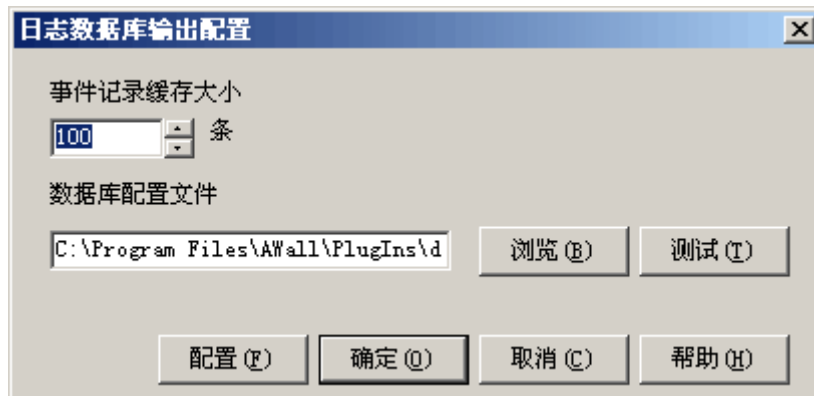 日志数据库输出配置
事件记录缓存大小
100 条
数据库配置文件
C:\Program Files\AWall\PlugIns\d 浏览(B) 测试(T)
配置(F) 确定(O) 取消(C) 帮助(H)